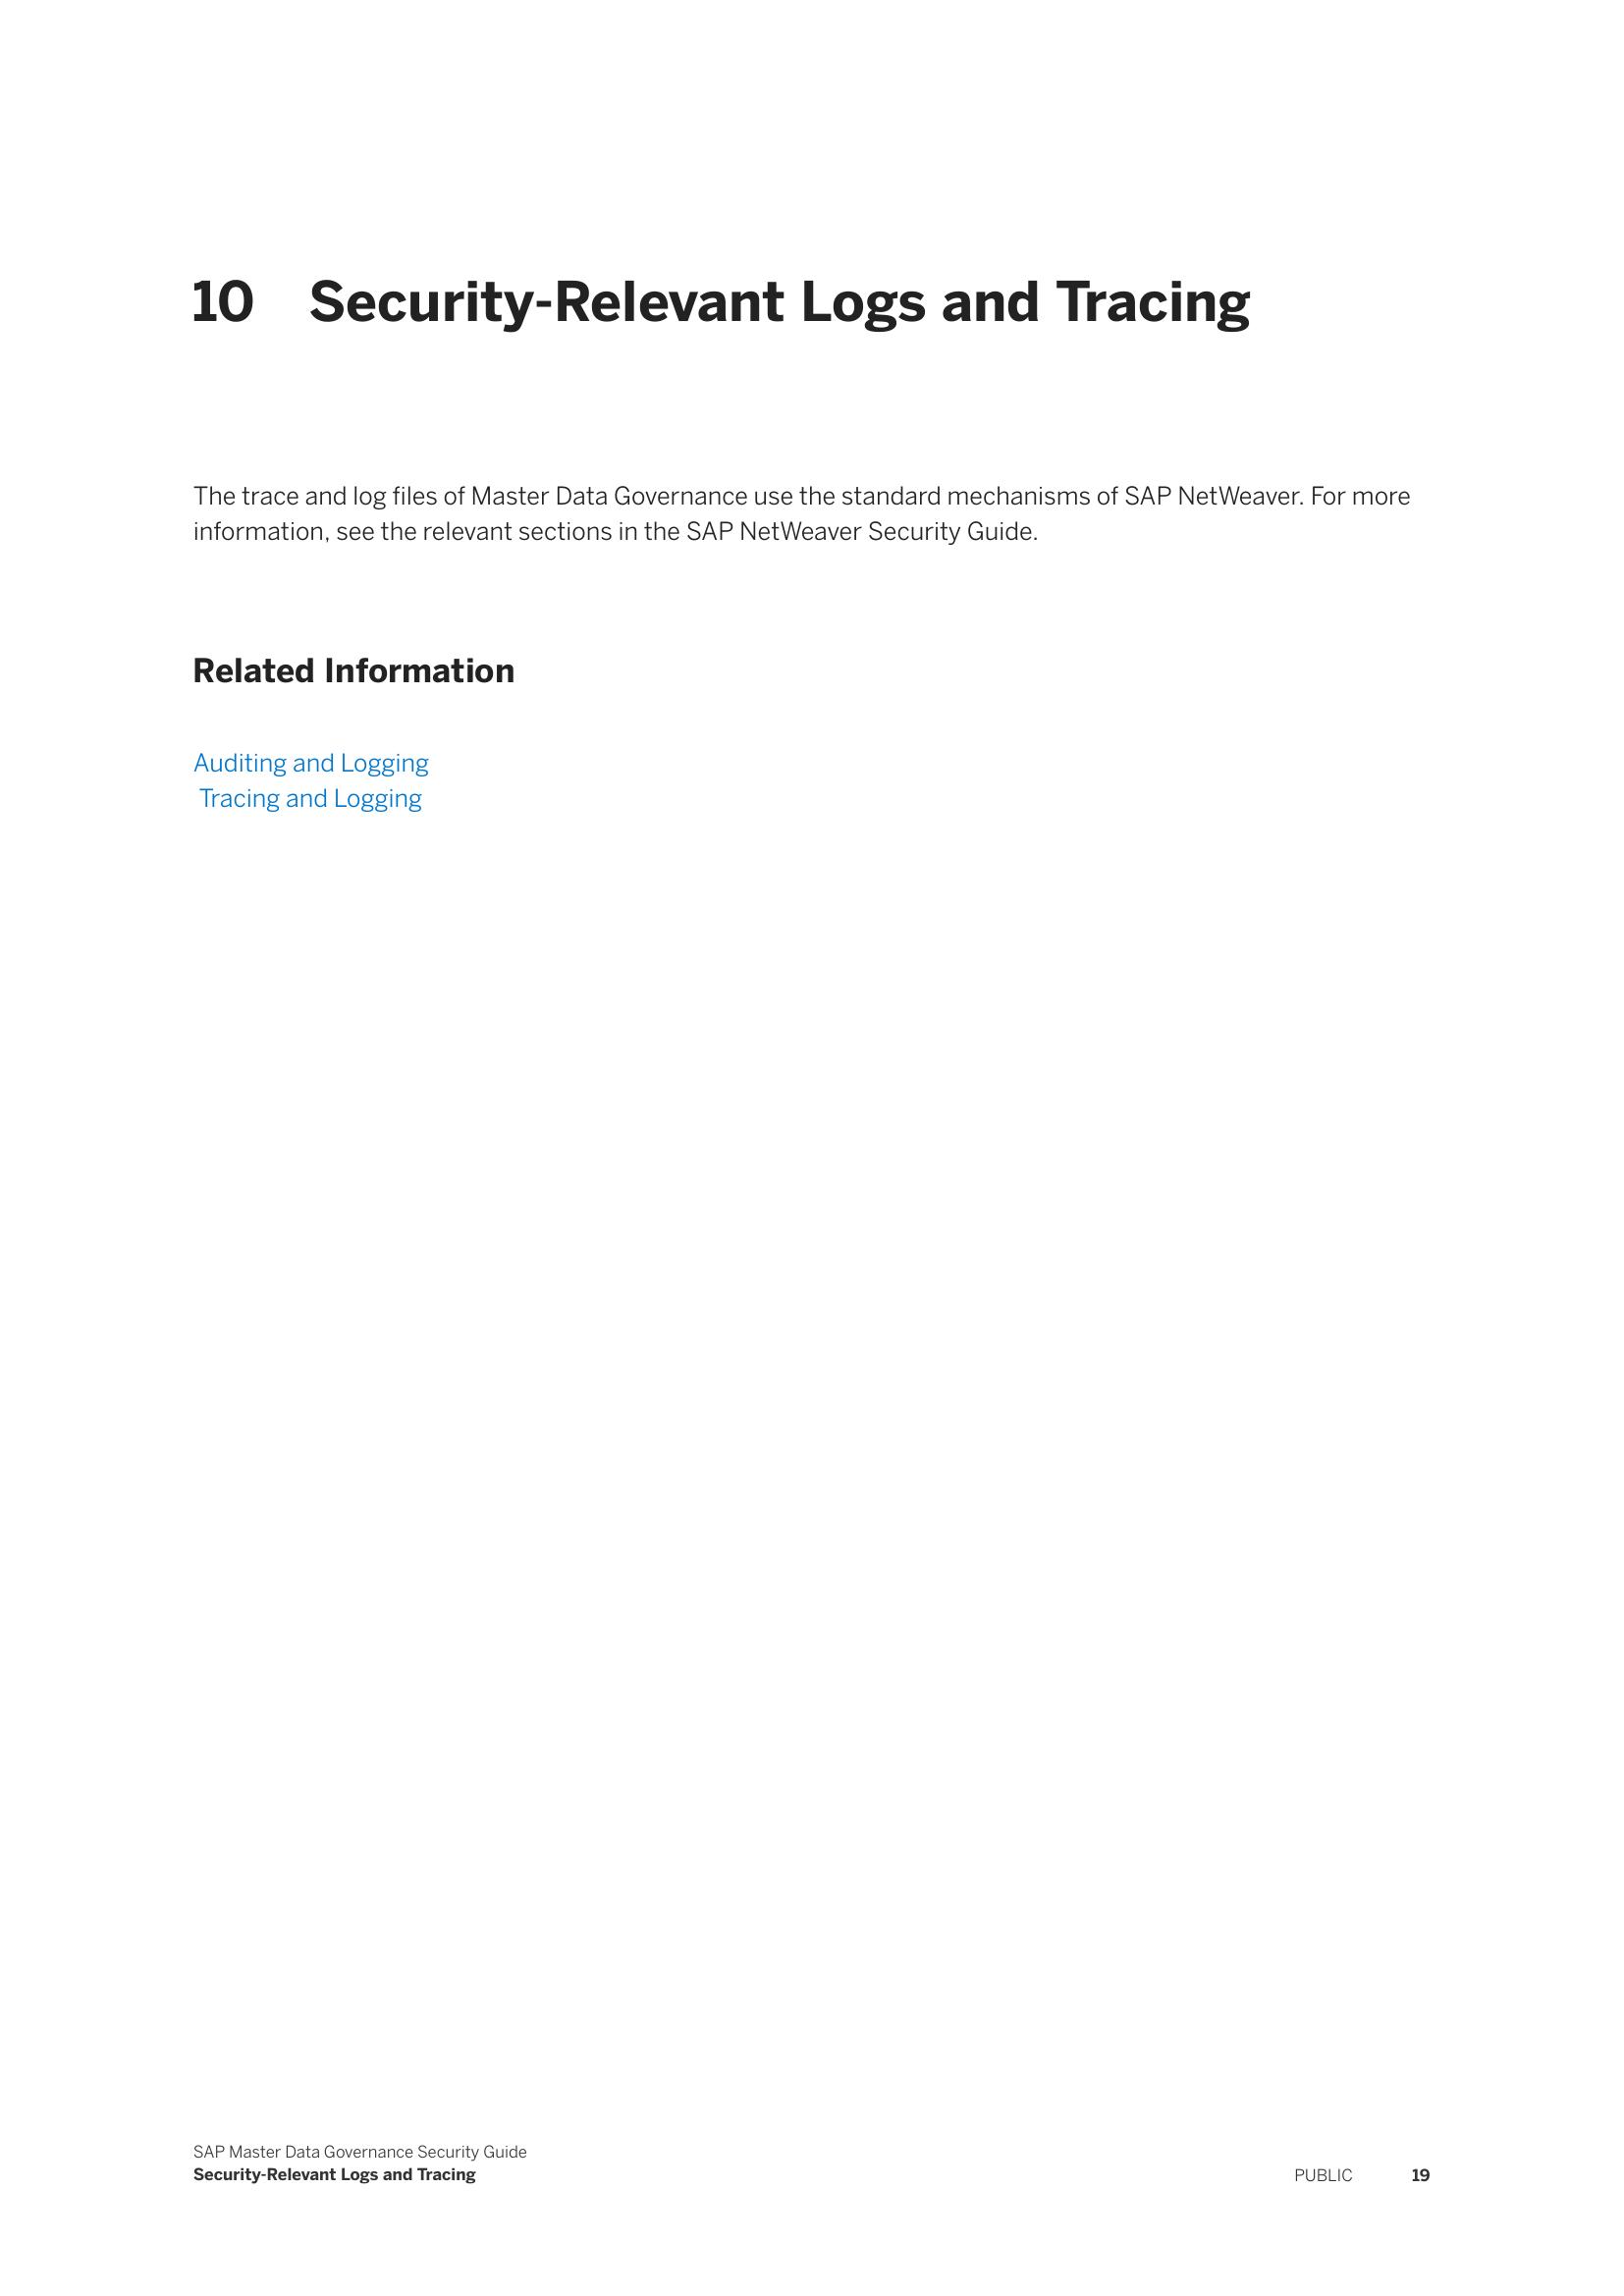 10 Security-Relevant Logs and Tracing
The trace and log files of Master Data Governance use the standard mechanisms of SAP NetWeaver. For more
information, see the relevant sections in the SAP NetWeaver Security Guide.
Related Information
Auditing and Logging
Tracing and Logging
SAP Master Data Governance Security Guide
Security-Relevant Logs and Tracing
PUBLIC 19